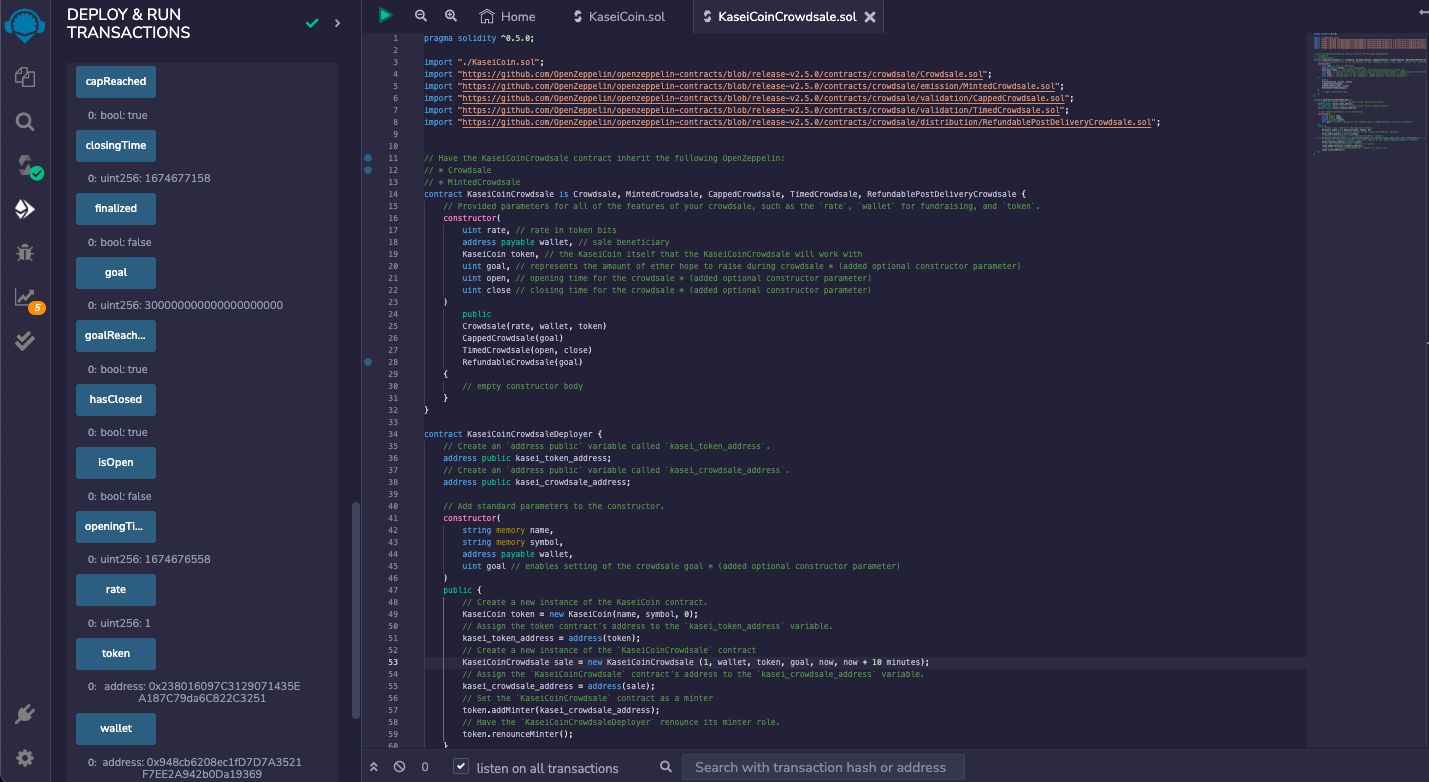 DEPLOY & RUN
TRANSACTIONS
capReached
0: bool: true
closingTime
0: uint256: 1674677158
finalized
0: bool: false
goal
0: uint256: 300000000000000000000
goalReach...
0: bool: true
hasClosed
0: bool: true
isOpen
0: bool: false
openingTi...
0: uint256: 1674676558
rate
0: uint256: 1
token
0: address: 0x238016097C3129071435E
A187C79da6C822C3251
wallet
0: address: 0x948cb6208ec1fD7D7A3521
F7EE2A942b0Da19369
5
Home
KaseiCoin.sol
KaseiCoinCrowdsale.sol
1 pragma solidity ^0.5.0;
2
3 import "./KaseiCoin.sol";
4 import "https://github.com/OpenZeppelin/openzeppelin-contracts/blob/release-v2.5.0/contracts/crowdsale/Crowdsale.sol";
5 import "https://github.com/OpenZeppelin/openzeppelin-contracts/blob/release-v2.5.0/contracts/crowdsale/emission/MintedCrowdsale.sol";
6 import "https://github.com/OpenZeppelin/openzeppelin-contracts/blob/release-v2.5.0/contracts/crowdsale/validation/CappedCrowdsale.sol";
7 import "https://github.com/OpenZeppelin/openzeppelin-contracts/blob/release-v2.5.0/contracts/crowdsale/validation/TimedCrowdsale.sol";
8 import "https://github.com/OpenZeppelin/openzeppelin-contracts/blob/release-v2.5.0/contracts/crowdsale/distribution/RefundablePostDeliveryCrowdsale.sol";
9
10
11 // Have the KaseiCoinCrowdsale contract inherit the following OpenZeppelin:
12 // * Crowdsale
13 // * MintedCrowdsale
14 contract KaseiCoinCrowdsale is Crowdsale, MintedCrowdsale, CappedCrowdsale, TimedCrowdsale, RefundablePostDeliveryCrowdsale {
15 // Provided parameters for all of the features of your crowdsale, such as the `rate`, `wallet` for fundraising, and `token`.
16 constructor(
17 uint rate, // rate in token bits
18 address payable wallet, // sale beneficiary
19 KaseiCoin token, // the KaseiCoin itself that the KaseiCoinCrowdsale will work with
20 uint goal, // represents the amount of ether hope to raise during crowdsale * (added optional constructor parameter)
21 uint open, // opening time for the crowdsale * (added optional constructor parameter)
22 uint close // closing time for the crowdsale * (added optional constructor parameter)
23 )
24 public
25 Crowdsale(rate, wallet, token)
26 CappedCrowdsale(goal)
27 TimedCrowdsale(open, close)
28 RefundableCrowdsale(goal)
29 {
30 // empty constructor body
31 }
32 }
33
34 contract KaseiCoinCrowdsaleDeployer {
35 // Create an `address public` variable called `kasei_token_address`.
36 address public kasei_token_address;
37 // Create an `address public` variable called `kasei_crowdsale_address`.
38 address public kasei_crowdsale_address;
39
40 // Add standard parameters to the constructor.
41 constructor(
42 string memory name,
43 string memory symbol,
44 address payable wallet,
45 uint goal // enables setting of the crowdsale goal * (added optional constructor parameter)
46 )
47 public {
48 // Create a new instance of the KaseiCoin contract.
49 KaseiCoin token = new KaseiCoin(name, symbol, 0);
50 // Assign the token contract's address to the `kasei_token_address` variable.
51 kasei_token_address = address(token);
52 // Create a new instance of the `KaseiCoinCrowdsale` contract
53 KaseiCoinCrowdsale sale = new KaseiCoinCrowdsale (1, wallet, token, goal, now, now + 10 minutes);
54 // Assign the `KaseiCoinCrowdsale` contract's address to the `kasei_crowdsale_address` variable.
55 kasei_crowdsale_address = address(sale);
56 // Set the `KaseiCoinCrowdsale` contract as a minter
57 token.addMinter(kasei_crowdsale_address);
58 // Have the `KaseiCoinCrowdsaleDeployer` renounce its minter role.
59 token.renounceMinter();
60 }
0
listen on all transactions
Search with transaction hash or address